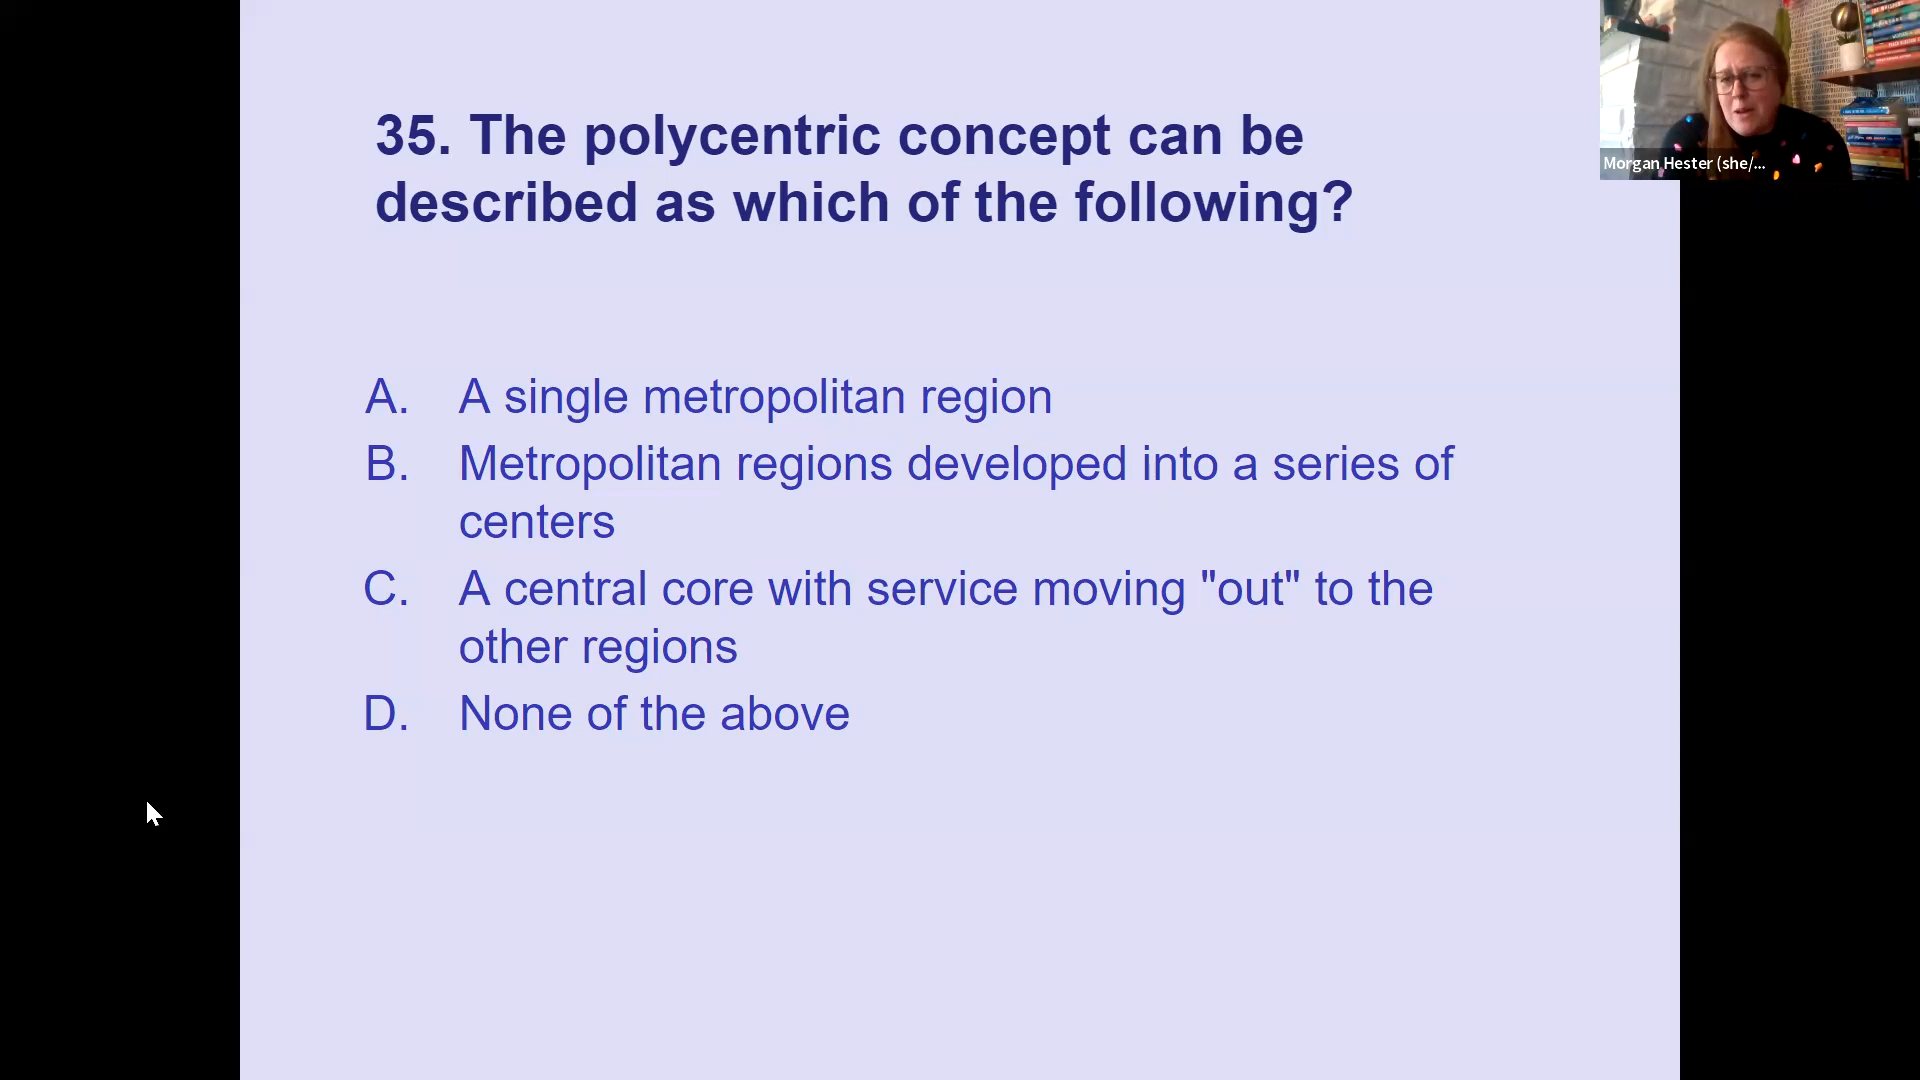 35. The polycentric concept can be
described as which of the following?
A. A single metropolitan region
B. Metropolitan regions developed into a series of
centers
C. A central core with service moving "out" to the
other regions
D. None of the above
Morgan Hester (she/...